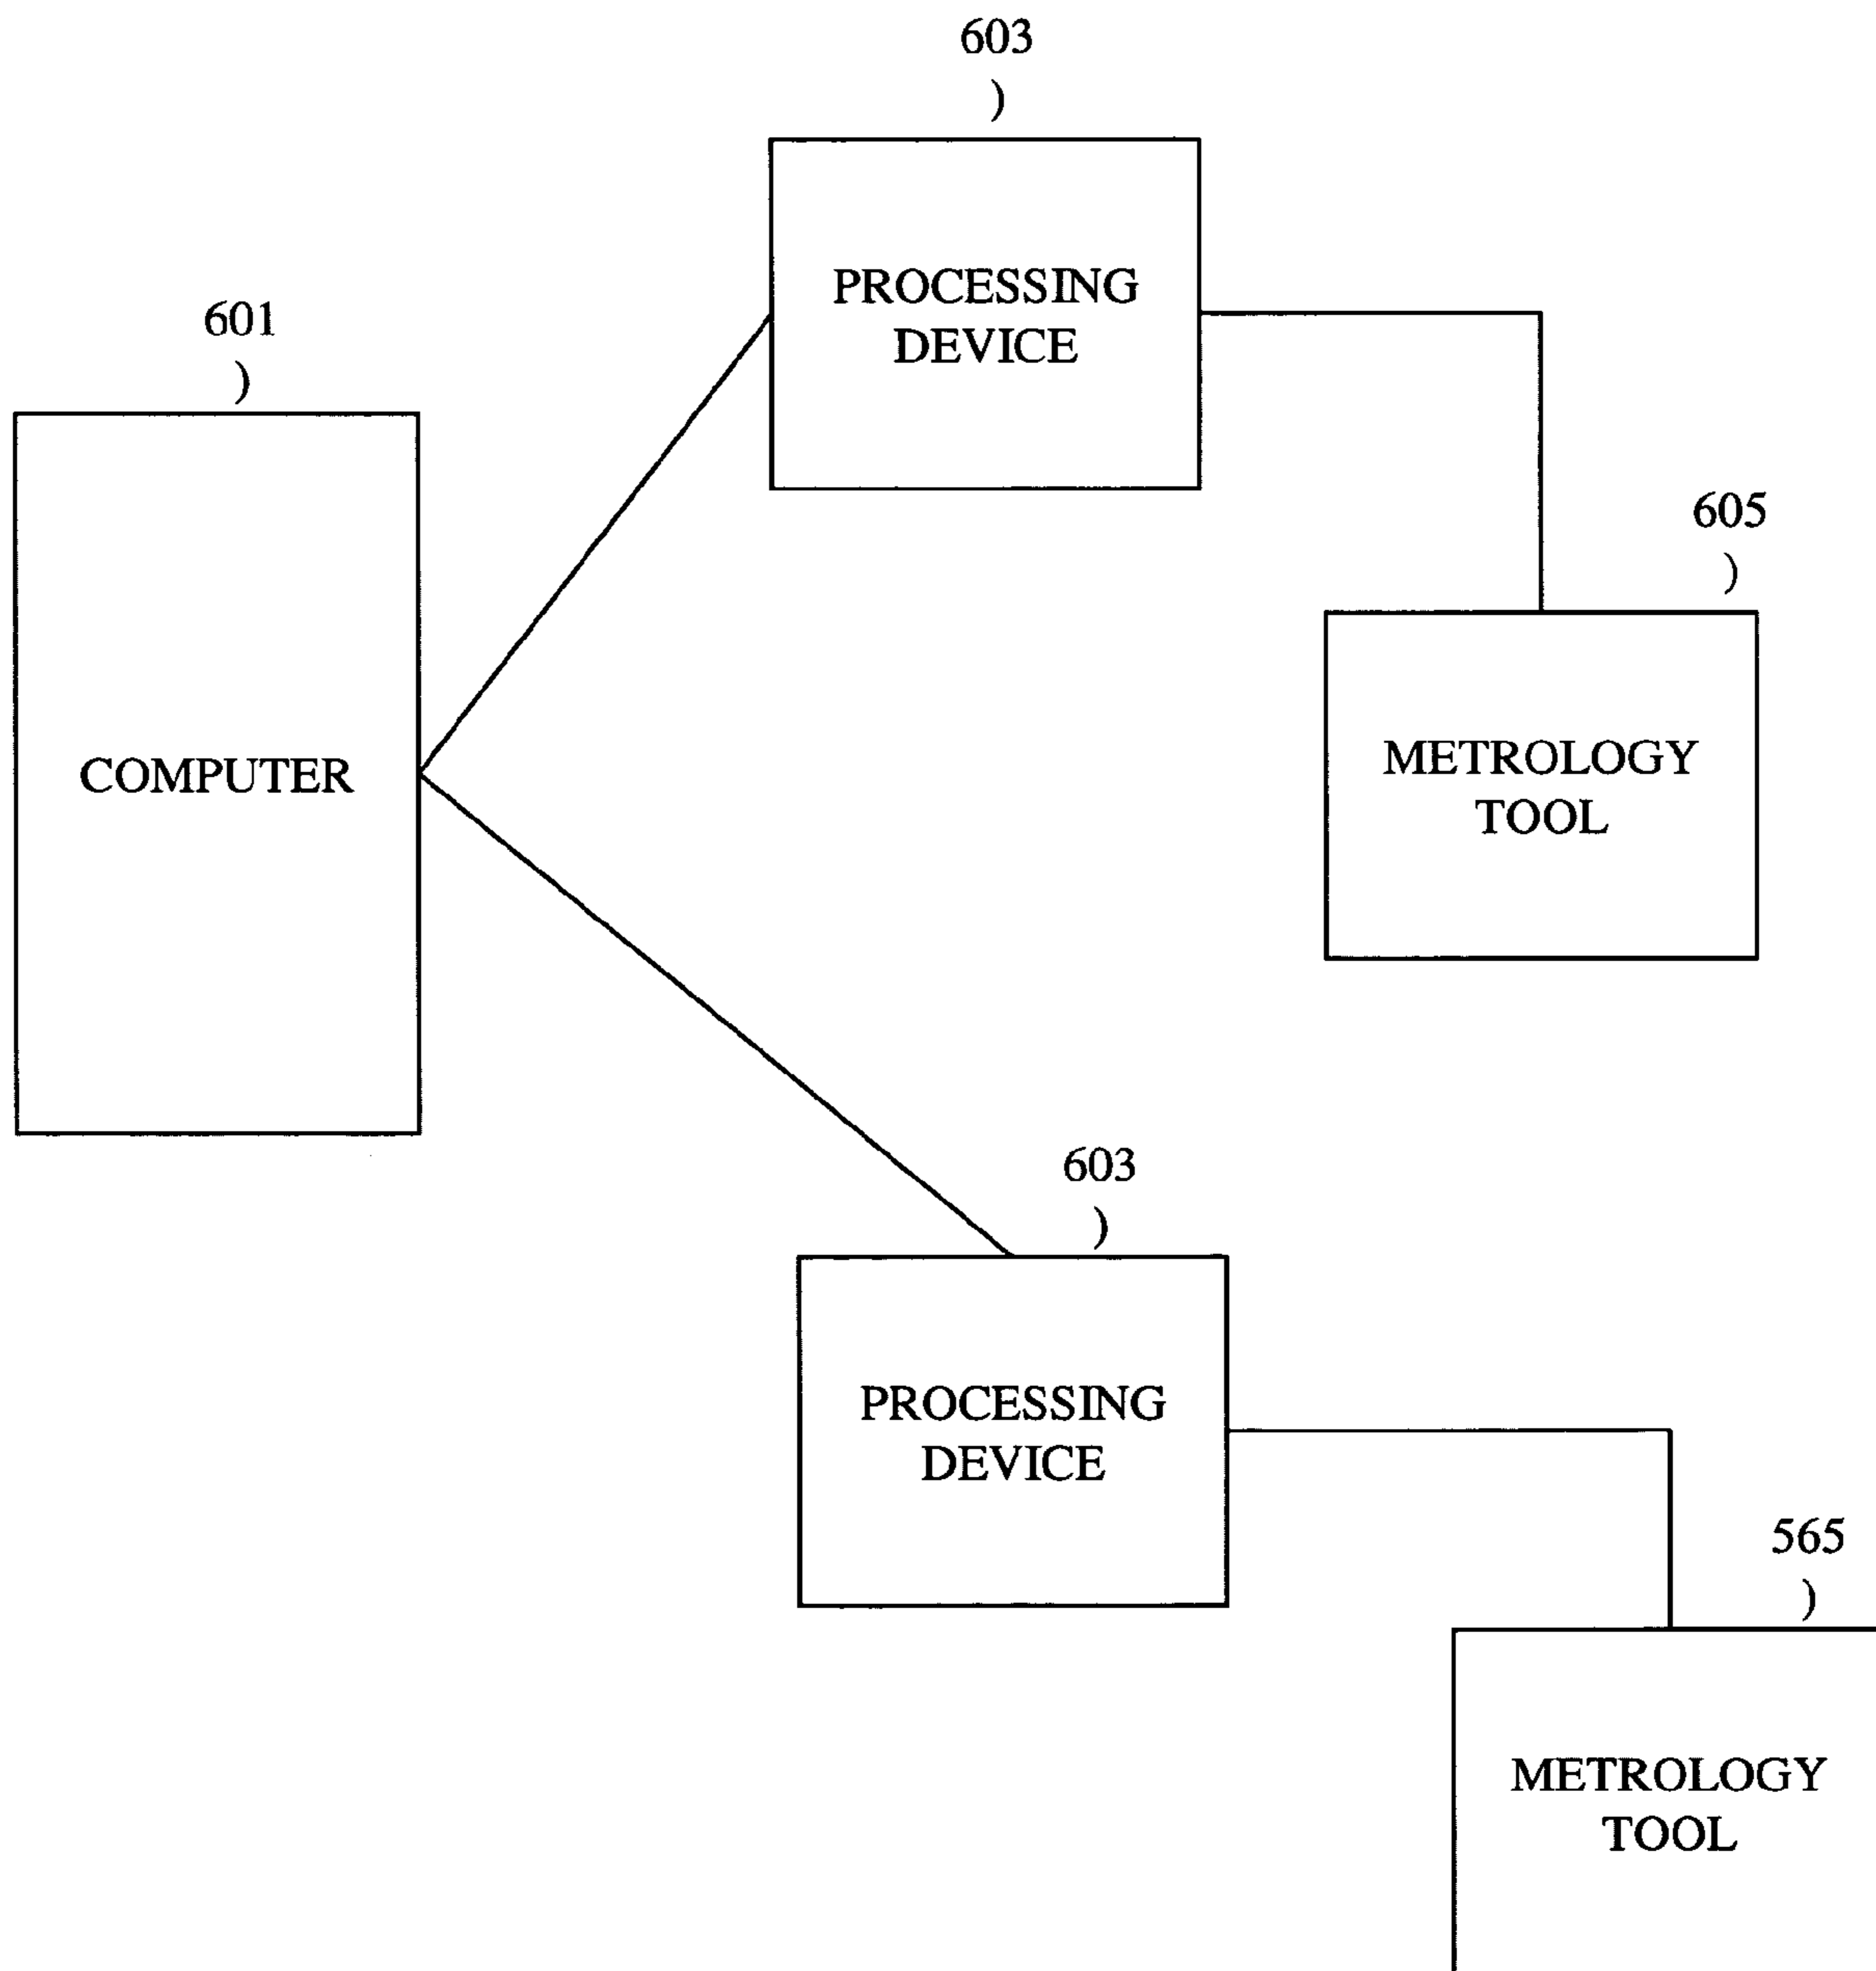 603
)
PROCESSING
DEVICE
601
)
COMPUTER
605
)
METROLOGY
TOOL
603
)
PROCESSING
DEVICE
565
)
METROLOGY
TOOL